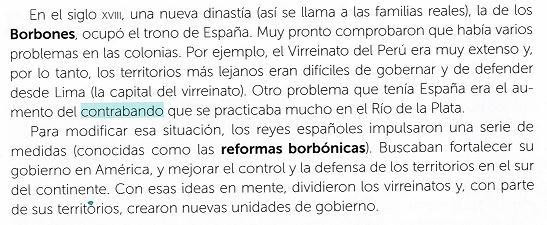 En el siglo XVIII, una nueva dinastía (así se llama a las familias reales), la de los
Borbones, ocupó el trono de España. Muy pronto comprobaron que había varios
problemas en las colonias. Por ejemplo, el Virreinato del Perú era muy extenso y,
por lo tanto, los territorios más lejanos eran difíciles de gobernar y de defender
desde Lima (la capital del virreinato). Otro problema que tenía España era el au-
mento del contrabando que se practicaba mucho en el Río de la Plata.
Para modificar esa situación, los reyes españoles impulsaron una serie de
medidas (conocidas como las reformas borbónicas). Buscaban fortalecer su
gobierno en América, y mejorar el control y la defensa de los territorios en el sur
del continente. Con esas ideas en mente, dividieron los virreinatos y, con parte
de sus territorios, crearon nuevas unidades de gobierno.